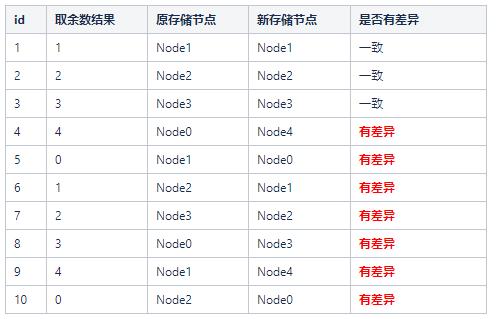 id 取余数结果 原存储节点 新存储节点 是否有差异
1 1 Node1 Node1 一致
2 2 Node2 Node2 一致
3 3 Node3 Node3 一致
4 4 Node0 Node4 有差异
5 0 Node1 Node0 有差异
6 1 Node2 Node1 有差异
7 2 Node3 Node2 有差异
8 3 Node0 Node3 有差异
9 4 Node1 Node4 有差异
10 0 Node2 Node0 有差异